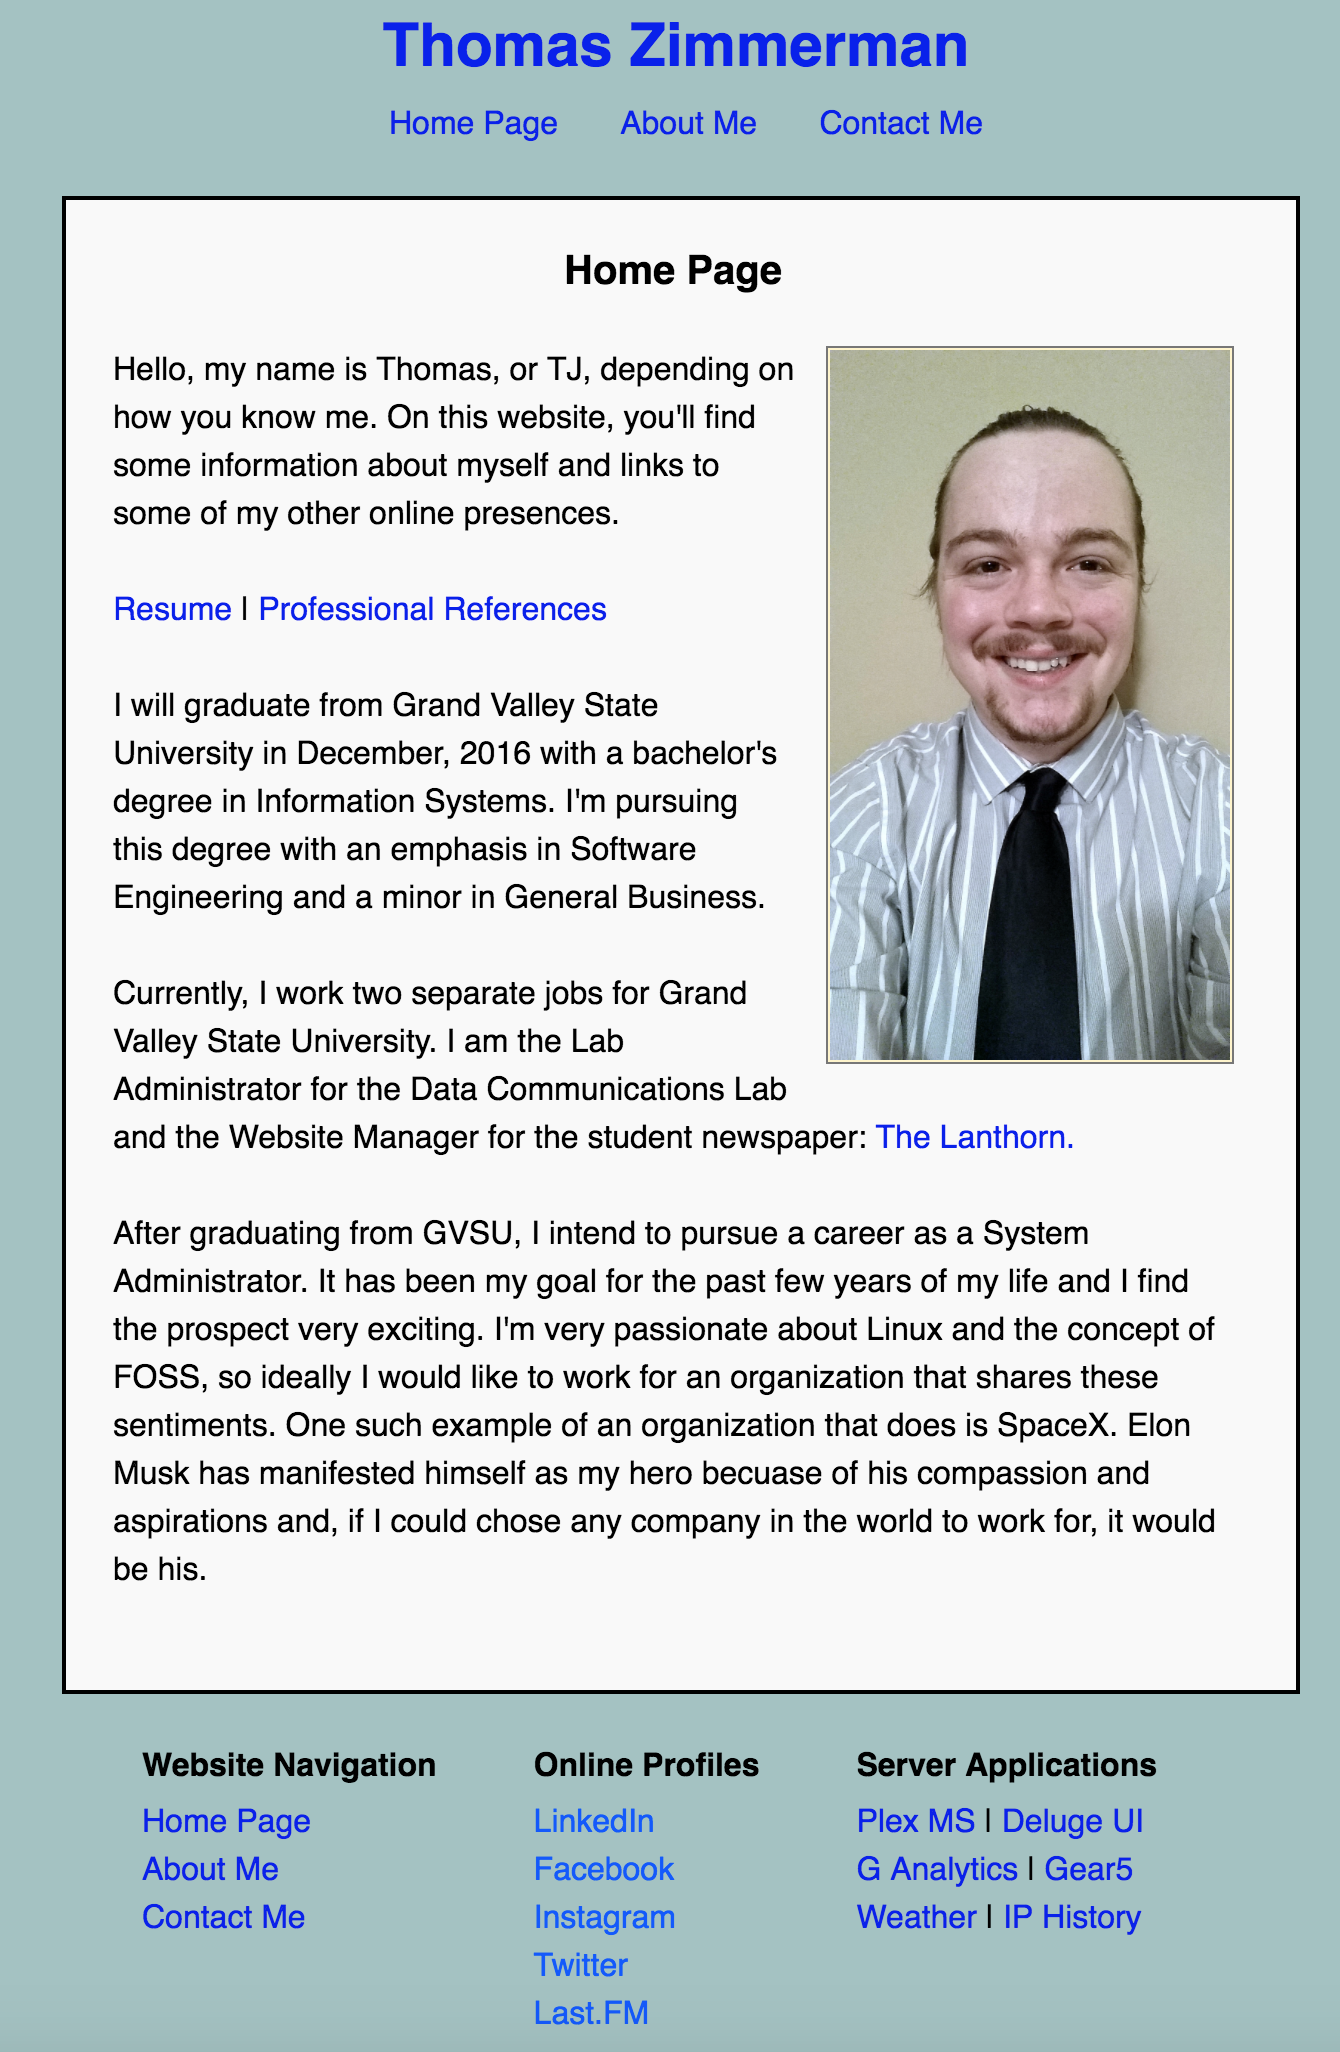 Thomas Zimmerman
Home Page About Me Contact Me
Home Page
Hello, my name is Thomas, or TJ, depending on
how you know me. On this website, you'll find
some information about myself and links to
some of my other online presences.
Resume | Professional References
I will graduate from Grand Valley State
University in December, 2016 with a bachelor's
degree in Information Systems. I'm pursuing
this degree with an emphasis in Software
Engineering and a minor in General Business.
Currently, I work two separate jobs for Grand
Valley State University. I am the Lab
Administrator for the Data Communications Lab
and the Website Manager for the student newspaper: The Lanthorn.
After graduating from GVSU, I intend to pursue a career as a System
Administrator. It has been my goal for the past few years of my life and I find
the prospect very exciting. I'm very passionate about Linux and the concept of
FOSS, so ideally I would like to work for an organization that shares these
sentiments. One such example of an organization that does is SpaceX. Elon
Musk has manifested himself as my hero becuase of his compassion and
aspirations and, if I could chose any company in the world to work for, it would
be his.
Website Navigation
Home Page
About Me
Contact Me
Online Profiles
LinkedIn
Facebook
Instagram
Twitter
Last.FM
Server Applications
Plex MS | Deluge UI
G Analytics | Gear5
Weather | IP History